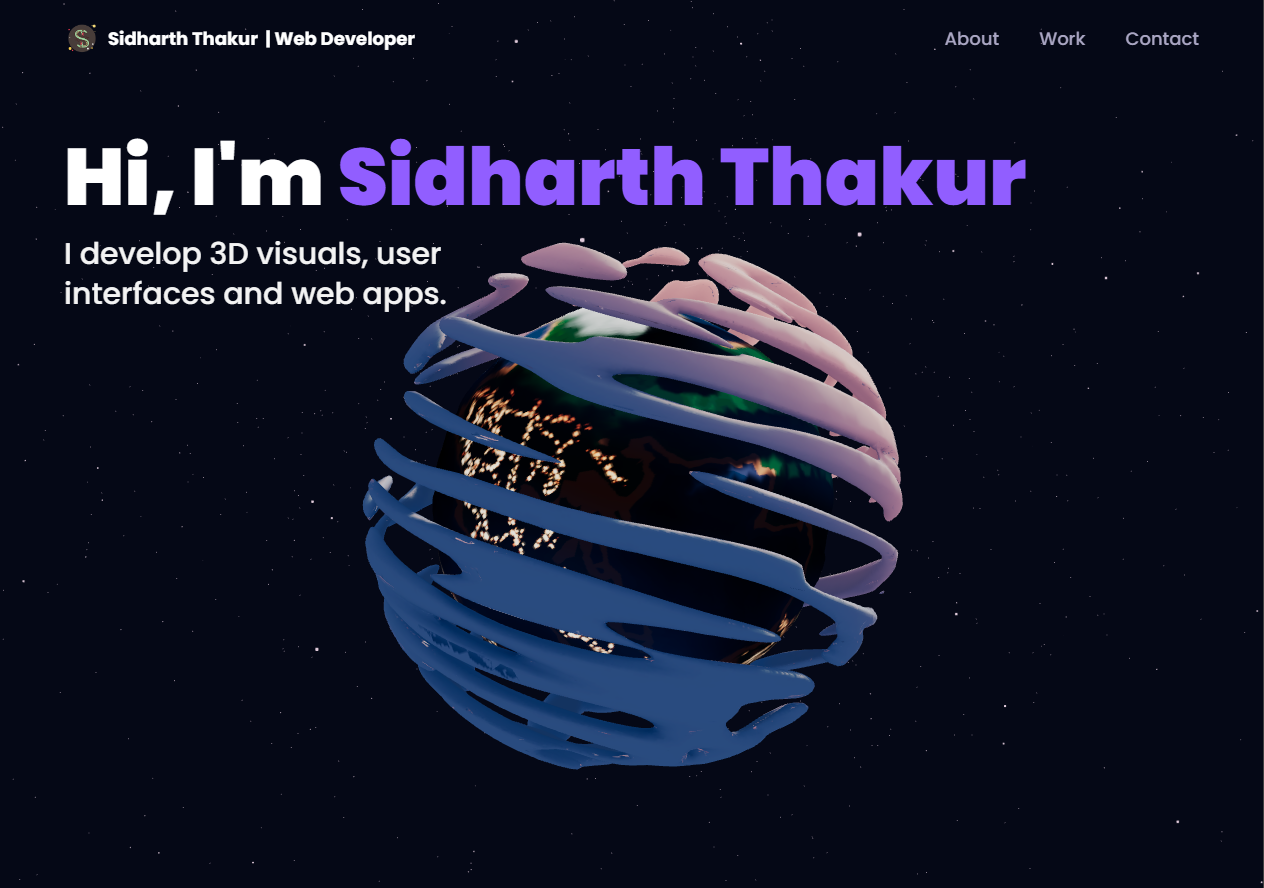 Sidharth Thakur | Web Developer
About
Work
Contact
Hi, I'm Sidharth Thakur
I develop 3D visuals, user
interfaces and web apps.